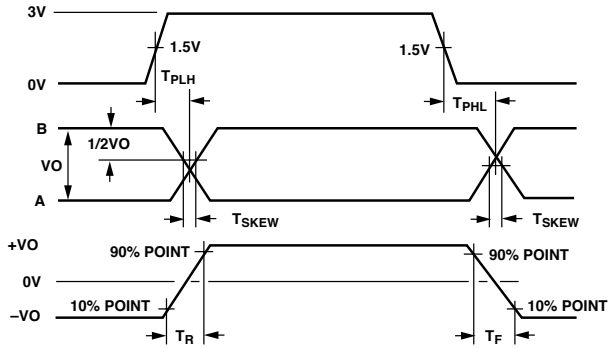 3V
1.5V
1.5V
0V
TPLH
TPHL
B
1/2VO
VO
A
TSKEW
TSKEW
+VO
90% POINT
90% POINT
0V
10% POINT
10% POINT
–VO
TR
TF